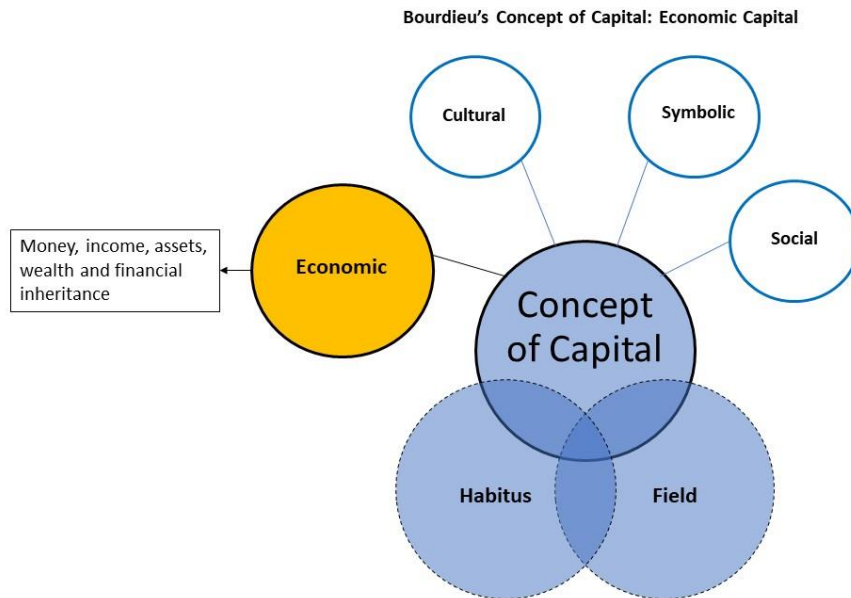 Bourdieu's Concept of Capital: Economic Capital
Cultural
Symbolic
Social
Economic
Money, income, assets,
wealth and financial
inheritance
Concept
of Capital
Habitus
Field